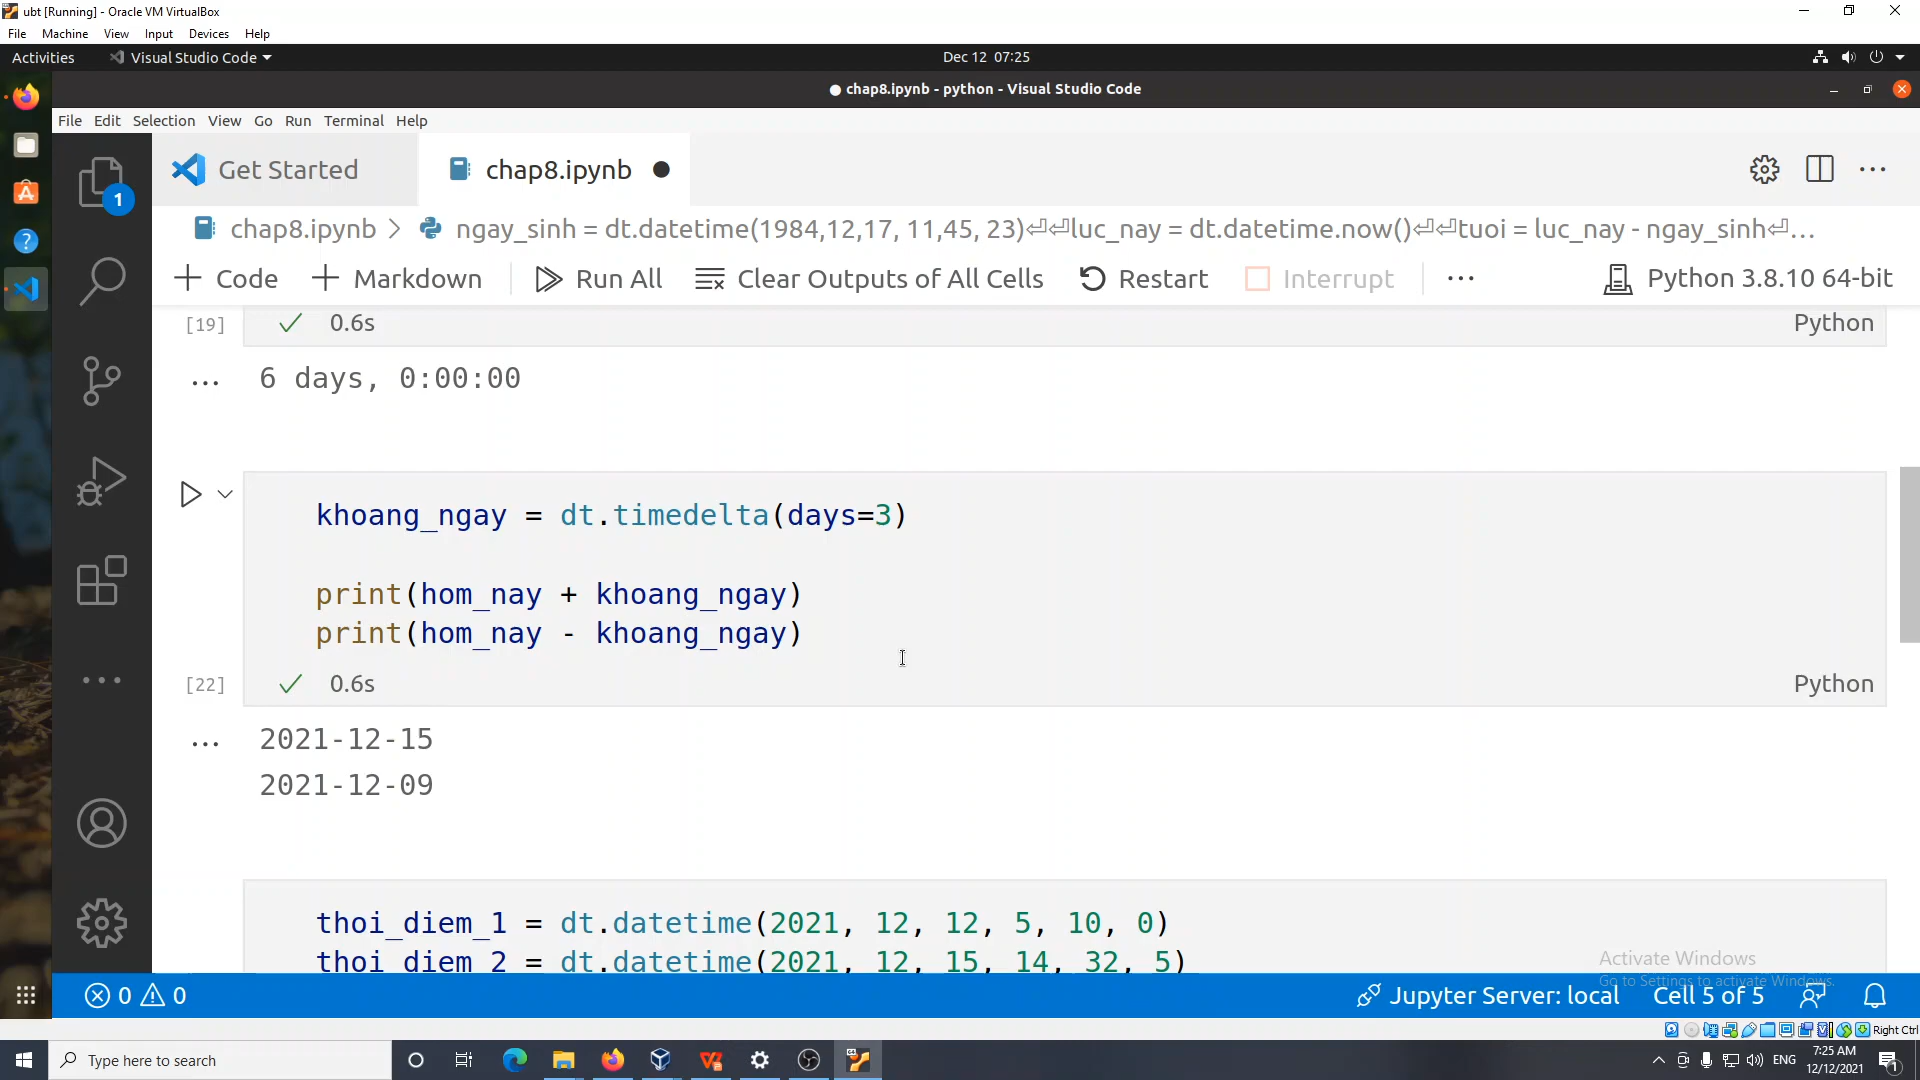 ubt [Running] - Oracle VM VirtualBox
File Machine View Input Devices Help
Activities Visual Studio Code Dec 12 07:25
● chap8.ipynb - python - Visual Studio Code
File Edit Selection View Go Run Terminal Help
Get Started chap8.ipynb ●
1
chap8.ipynb > ngay_sinh = dt.datetime(1984,12,17, 11,45, 23)⏎⏎luc_nay = dt.datetime.now()⏎⏎tuoi = luc_nay - ngay_sinh⏎...
+ Code + Markdown Run All Clear Outputs of All Cells Restart Interrupt ... Python 3.8.10 64-bit
[19] ✓ 0.6s Python
... 6 days, 0:00:00
khoang_ngay = dt.timedelta(days=3)
print(hom_nay + khoang_ngay)
print(hom_nay - khoang_ngay)
[22] ✓ 0.6s Python
... 2021-12-15
2021-12-09
thoi_diem_1 = dt.datetime(2021, 12, 12, 5, 10, 0)
thoi_diem_2 = dt.datetime(2021, 12, 15, 14, 32, 5)
Activate Windows
Go to Settings to activate Windows.
0 0 Jupyter Server: local Cell 5 of 5
Right Ctrl
Type here to search ENG 7:25 AM
12/12/2021 1